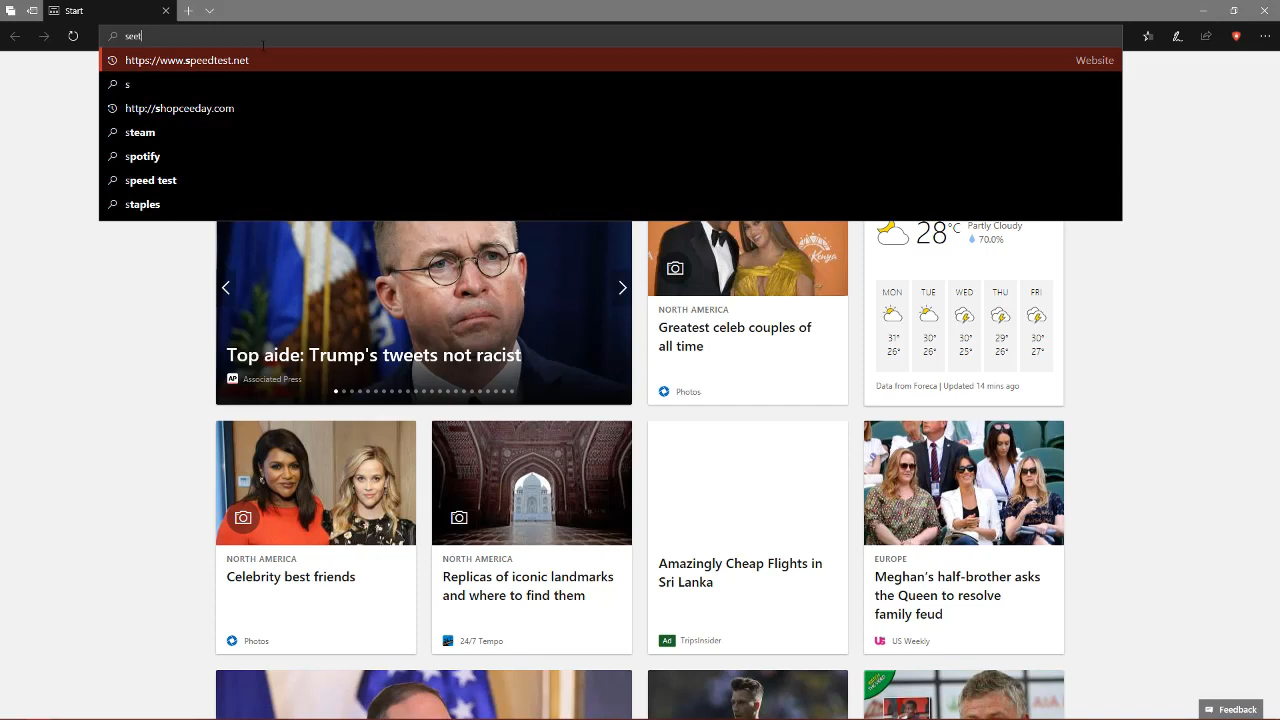 Start
seet
https://www.speedtest.net
Website
s
http://shopceeday.com
steam
spotify
speed test
staples
Top aide: Trump's tweets not racist
AP Associated Press
Kenya
NORTH AMERICA
Greatest celeb couples of
all time
Photos
28°C
Partly Cloudy
70.0%
MON TUE WED THU FRI
31° 30° 30° 29° 30°
26° 26° 25° 26° 27°
Data from Foreca | Updated 14 mins ago
NORTH AMERICA
Celebrity best friends
Photos
NORTH AMERICA
Replicas of iconic landmarks
and where to find them
24/7 Tempo
Amazingly Cheap Flights in
Sri Lanka
Ad TripsInsider
EUROPE
Meghan's half-brother asks
the Queen to resolve
family feud
US US Weekly
AIA
Feedback